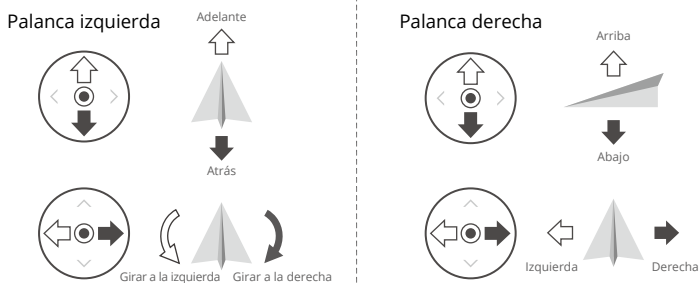 Palanca izquierda
Adelante
Atrás
Girar a la izquierda
Girar a la derecha
Palanca derecha
Arriba
Abajo
Izquierda
Derecha